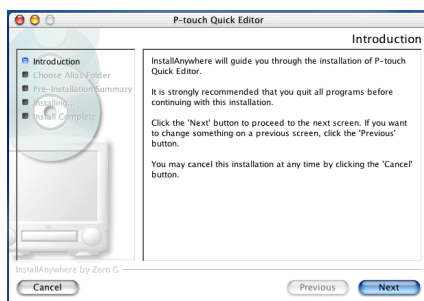 P-touch Quick Editor
Introduction
Introduction
Choose Alias Folder
Pre-Installation Summary
Installing...
Install Complete
InstallAnywhere will guide you through the installation of P-touch
Quick Editor.
It is strongly recommended that you quit all programs before
continuing with this installation.
Click the 'Next' button to proceed to the next screen. If you want
to change something on a previous screen, click the 'Previous'
button.
You may cancel this installation at any time by clicking the 'Cancel'
button.
InstallAnywhere by Zero G
Cancel
Previous
Next